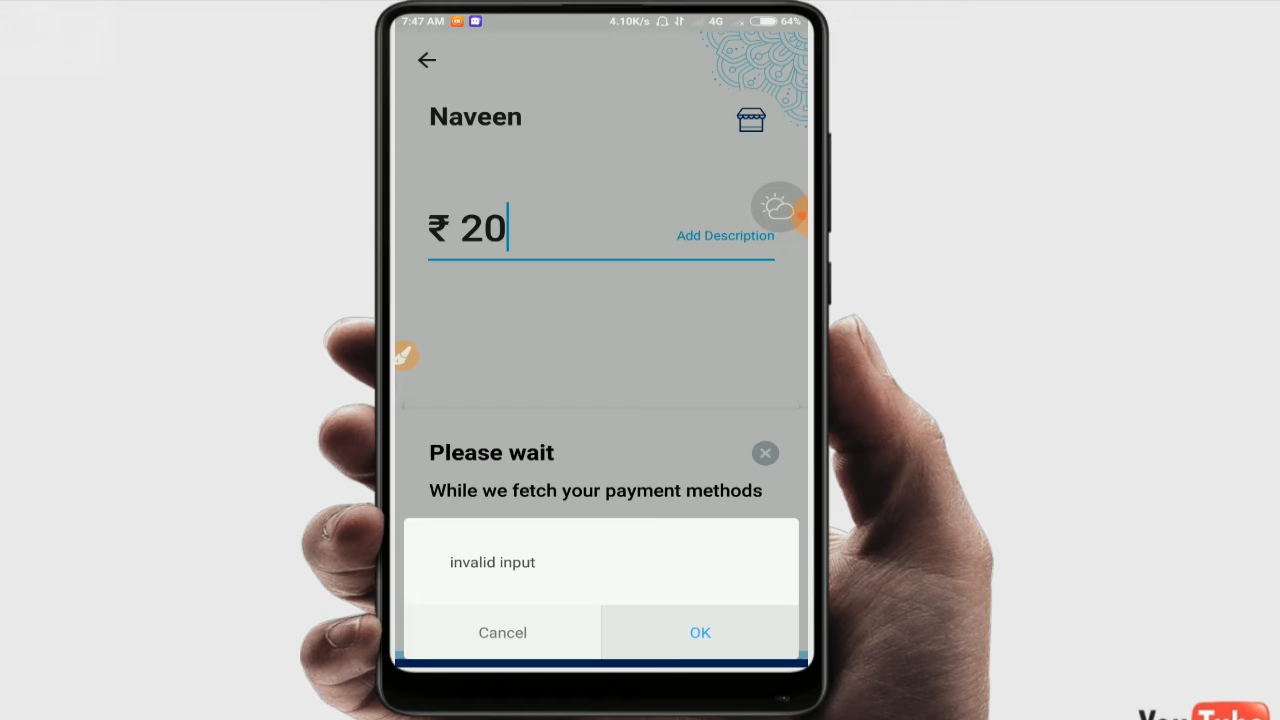 7:47 AM 4.10K/s 4G 64%
Naveen
₹ 20
Add Description
Please wait
While we fetch your payment methods
invalid input
Cancel OK
YouTube